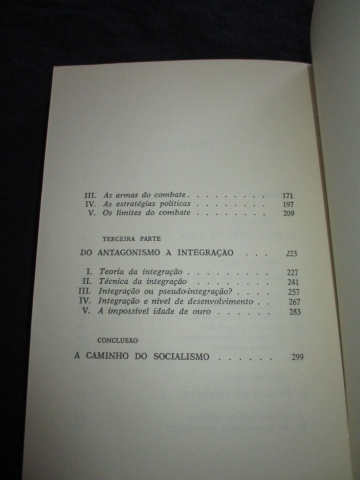 III. As armas do combate . . . . . . . . 171
IV. As estratégias políticas . . . . . . . 197
V. Os limites do combate . . . . . . . . 209
TERCEIRA PARTE
DO ANTAGONISMO À INTEGRAÇÃO . . . 223
I. Teoria da integração . . . . . . . . 227
II. Técnica da integração . . . . . . . . 241
III. Integração ou pseudo-integração? . . . . 257
IV. Integração e nível de desenvolvimento . . 267
V. A impossível idade de ouro . . . . . . 283
CONCLUSAO
A CAMINHO DO SOCIALISMO . . . . . . 299